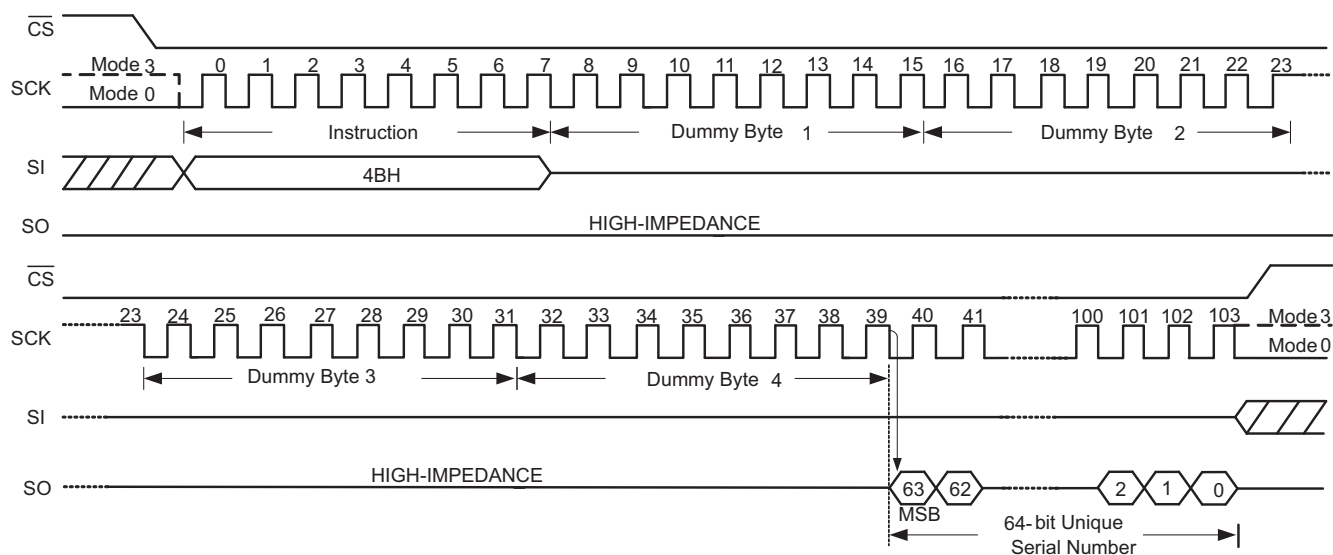 CS
Mode 3
Mode 0
SCK
0 1 2 3 4 5 6 7 8 9 10 11 12 13 14 15 16 17 18 19 20 21 22 23
Instruction
Dummy Byte 1
Dummy Byte 2
SI
4BH
SO
HIGH-IMPEDANCE
CS
SCK
23 24 25 26 27 28 29 30 31 32 33 34 35 36 37 38 39 40 41 100 101 102 103
Mode 3
Mode 0
Dummy Byte 3
Dummy Byte 4
SI
SO
HIGH-IMPEDANCE
63 62 2 1 0
MSB
64-bit Unique
Serial Number